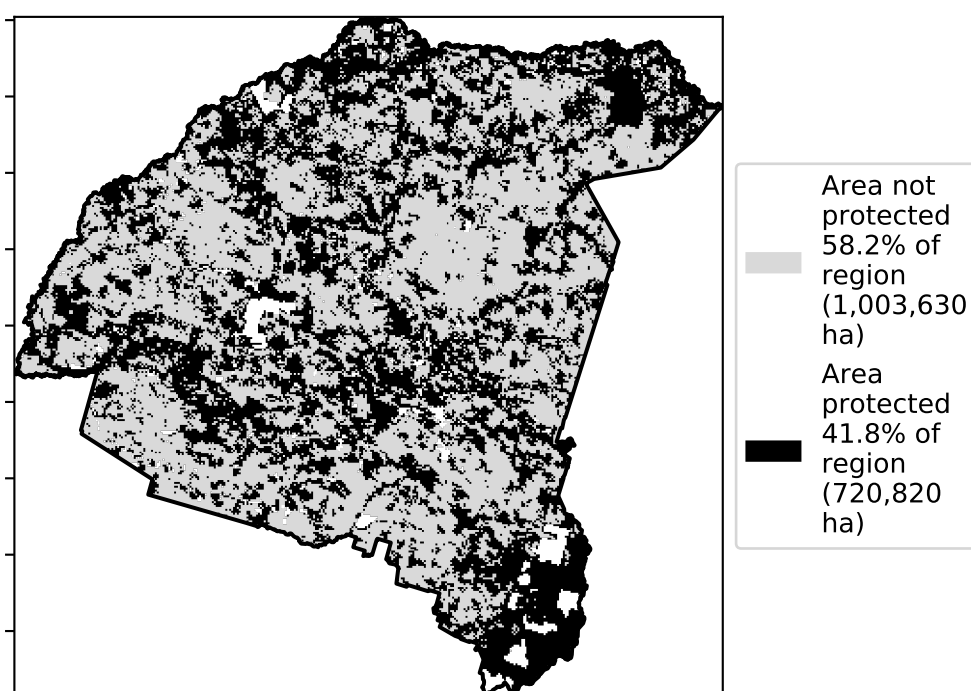 Area not
protected
58.2% of
region
(1,003,630
ha)
Area
protected
41.8% of
region
(720,820
ha)